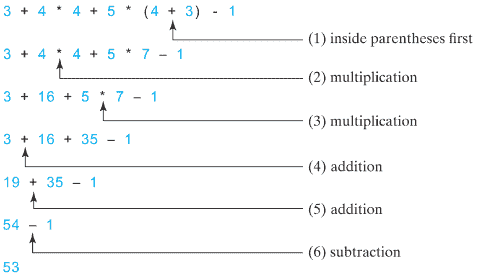 3 + 4 * 4 + 5 * (4 + 3) - 1
(1) inside parentheses first
3 + 4 * 4 + 5 * 7 – 1
(2) multiplication
3 + 16 + 5 * 7 – 1
(3) multiplication
3 + 16 + 35 – 1
(4) addition
19 + 35 – 1
(5) addition
54 – 1
(6) subtraction
53